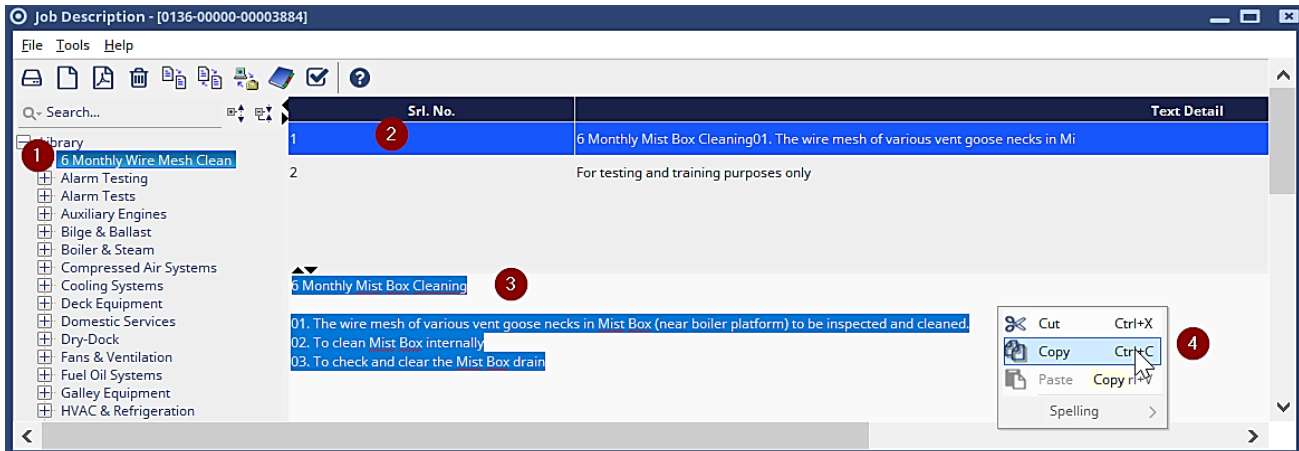 Job Description - [0136-00000-00003884]
File Tools Help
Search...
Srl. No. Text Detail
Library
1
6 Monthly Wire Mesh Clean
2
1 6 Monthly Mist Box Cleaning01. The wire mesh of various vent goose necks in Mi
2 For testing and training purposes only
Alarm Testing
Alarm Tests
Auxiliary Engines
Bilge & Ballast
Boiler & Steam
Compressed Air Systems
Cooling Systems
Deck Equipment
Domestic Services
Dry-Dock
Fans & Ventilation
Fuel Oil Systems
Galley Equipment
HVAC & Refrigeration
6 Monthly Mist Box Cleaning
3
01. The wire mesh of various vent goose necks in Mist Box (near boiler platform) to be inspected and cleaned.
02. To clean Mist Box internally
03. To check and clear the Mist Box drain
Cut Ctrl+X
Copy Ctrl+C
4
Paste Copy
Spelling